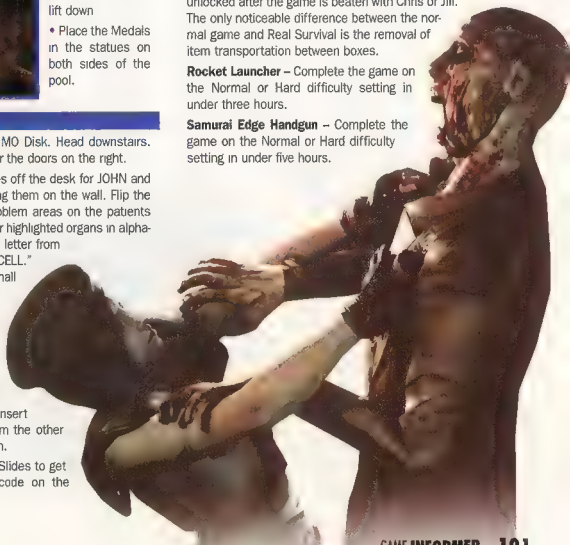 lift down
• Place the Medals
in the statues on
both sides of the
pool.
MO Disk. Head downstairs.
the doors on the right.
s off the desk for JOHN and
ng them on the wall. Flip the
blem areas on the patients
r highlighted organs in alpha-
letter from
CELL."
nsert
m the other
Slides to get
code on the
unlocked after the game is beaten with Chris or Jill.
The only noticeable difference between the nor-
mal game and Real Survival is the removal of
item transportation between boxes.
Rocket Launcher – Complete the game on
the Normal or Hard difficulty setting in
under three hours.
Samurai Edge Handgun – Complete the
game on the Normal or Hard difficulty
setting in under five hours.
GAME INFORMER 101